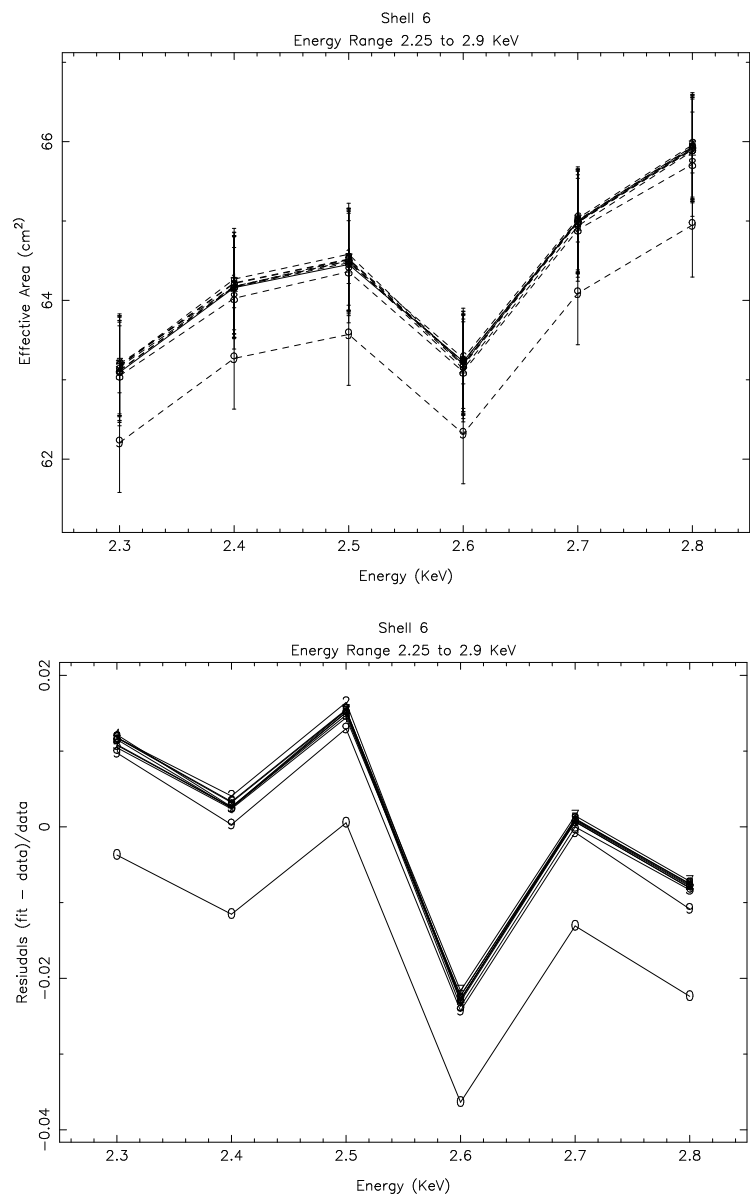 Shell 6
Energy Range 2.25 to 2.9 KeV
66
64
62
Effective Area (cm²)
2.3 2.4 2.5 2.6 2.7 2.8
Energy (KeV)
Shell 6
Energy Range 2.25 to 2.9 KeV
0.02
0
−0.02
−0.04
Resiudals (fit − data)/data
2.3 2.4 2.5 2.6 2.7 2.8
Energy (KeV)